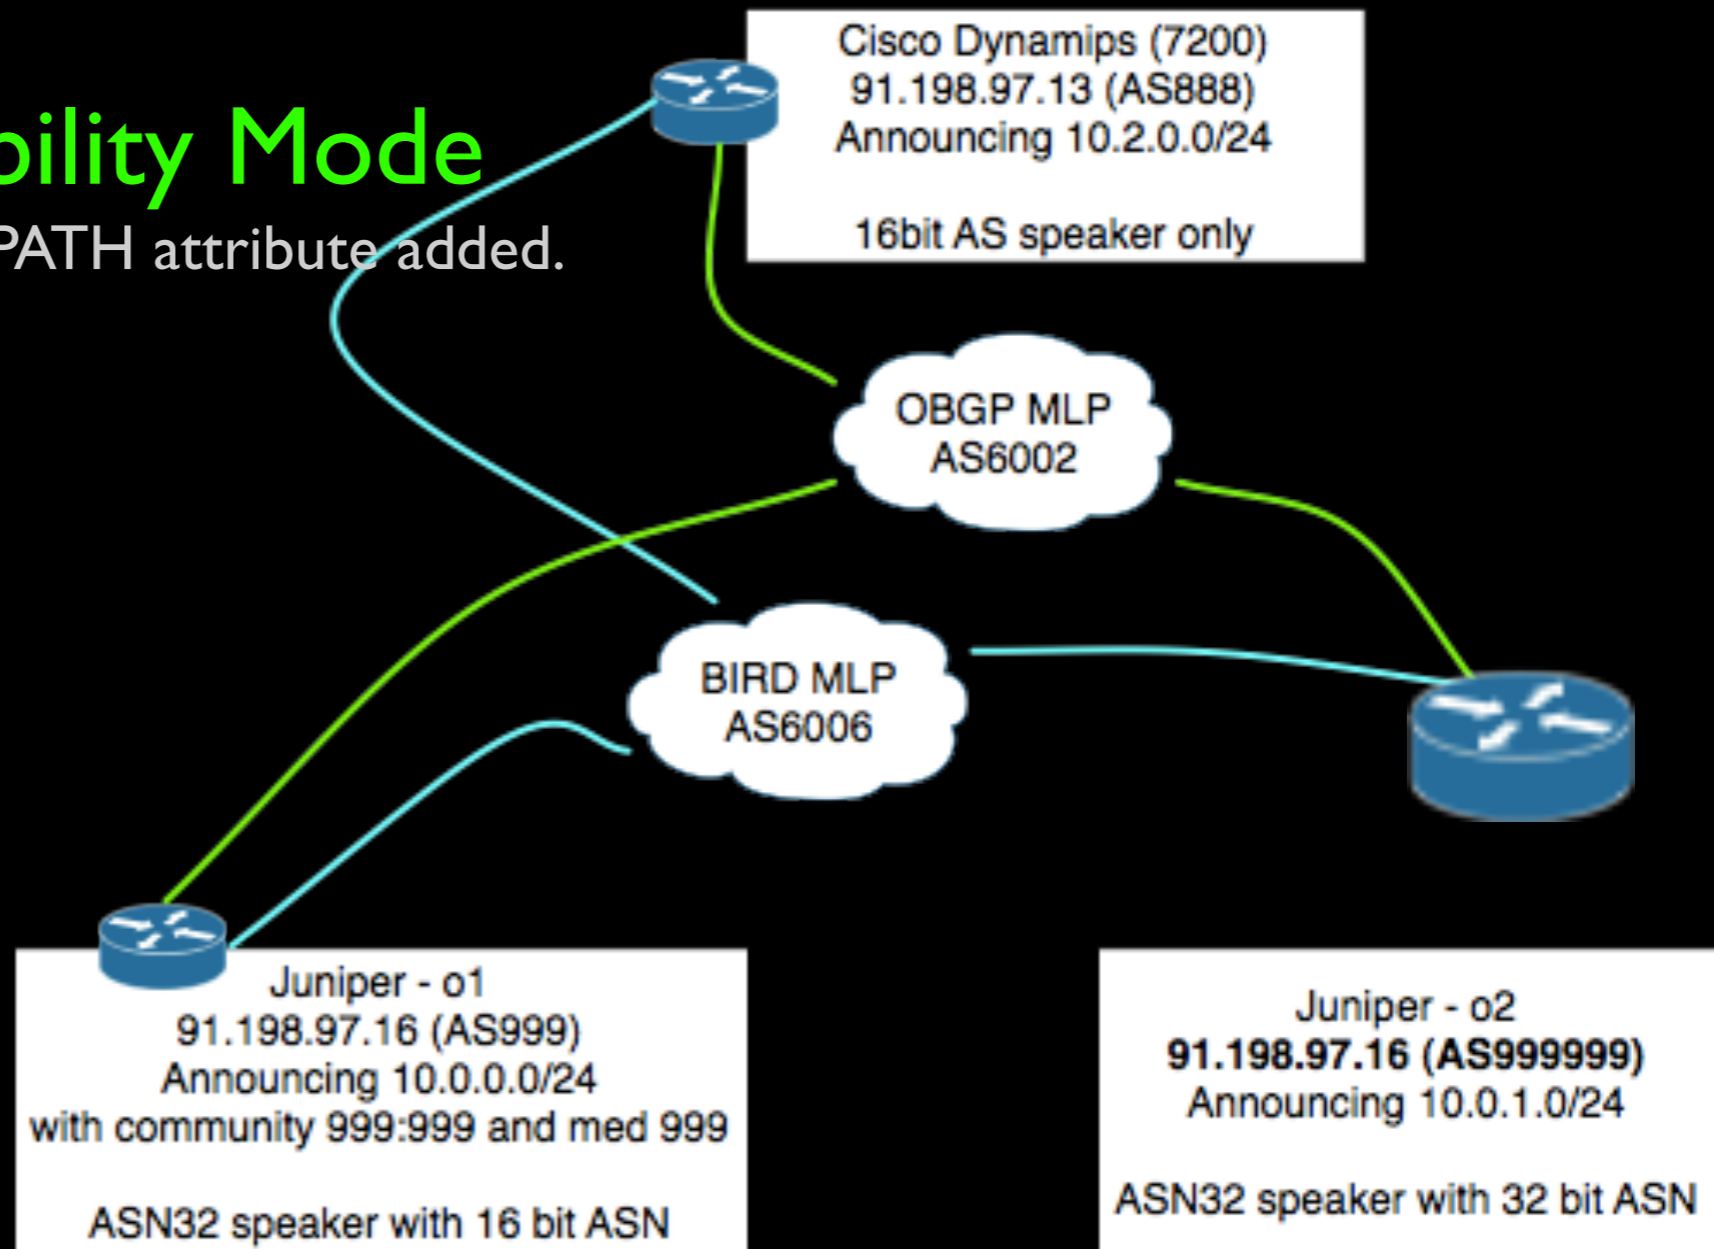 bility Mode
PATH attribute added.
Cisco Dynamips (7200)
91.198.97.13 (AS888)
Announcing 10.2.0.0/24
16bit AS speaker only
OBGP MLP
AS6002
BIRD MLP
AS6006
Juniper - o1
91.198.97.16 (AS999)
Announcing 10.0.0.0/24
with community 999:999 and med 999
ASN32 speaker with 16 bit ASN
Juniper - o2
91.198.97.16 (AS999999)
Announcing 10.0.1.0/24
ASN32 speaker with 32 bit ASN